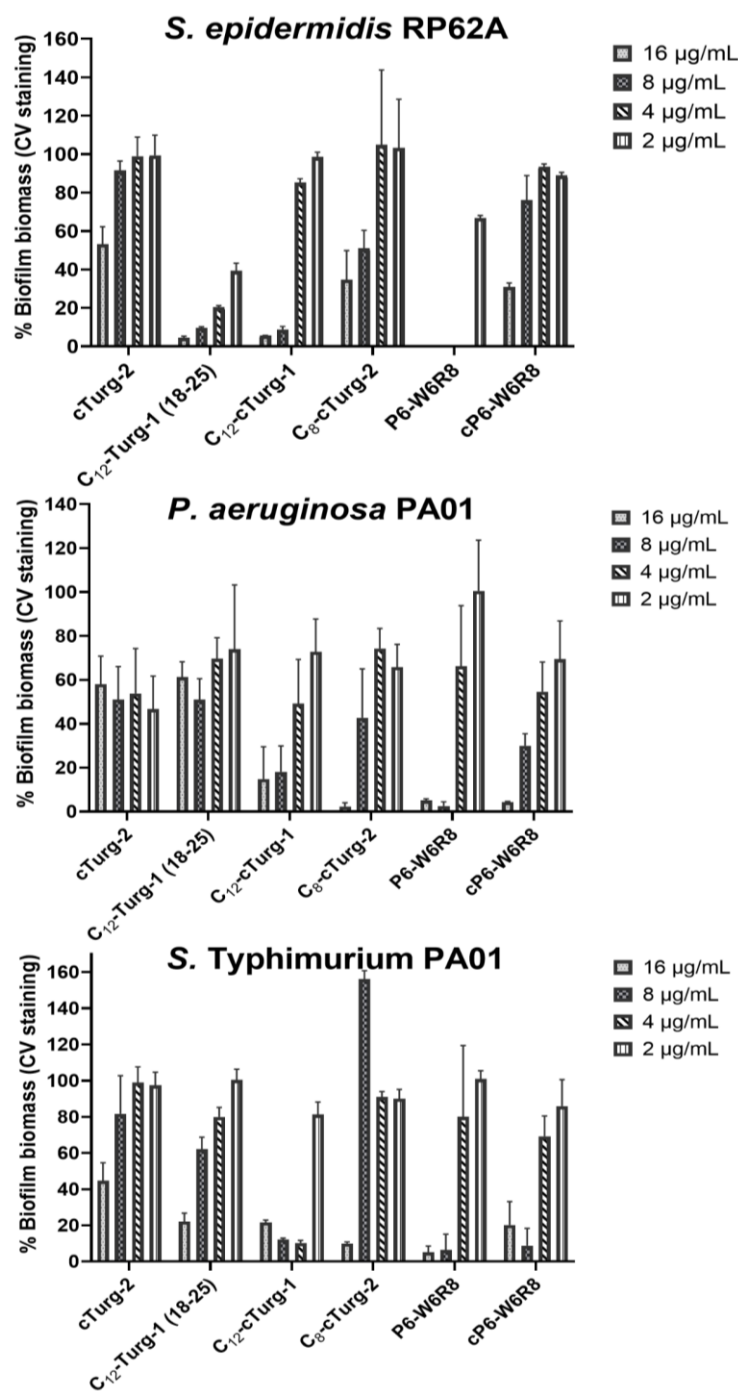 S. epidermidis RP62A
% Biofilm biomass (CV staining)
160
140
120
100
80
60
40
20
0
16 µg/mL
8 µg/mL
4 µg/mL
2 µg/mL
cTurg-2
C₁₂-Turg-1 (18-25)
C₁₂-cTurg-1
C₈-cTurg-2
P6-W6R8
cP6-W6R8
P. aeruginosa PA01
% Biofilm biomass (CV staining)
140
120
100
80
60
40
20
0
16 µg/mL
8 µg/mL
4 µg/mL
2 µg/mL
cTurg-2
C₁₂-Turg-1 (18-25)
C₁₂-cTurg-1
C₈-cTurg-2
P6-W6R8
cP6-W6R8
S. Typhimurium PA01
% Biofilm biomass (CV staining)
160
140
120
100
80
60
40
20
0
16 µg/mL
8 µg/mL
4 µg/mL
2 µg/mL
cTurg-2
C₁₂-Turg-1 (18-25)
C₁₂-cTurg-1
C₈-cTurg-2
P6-W6R8
cP6-W6R8